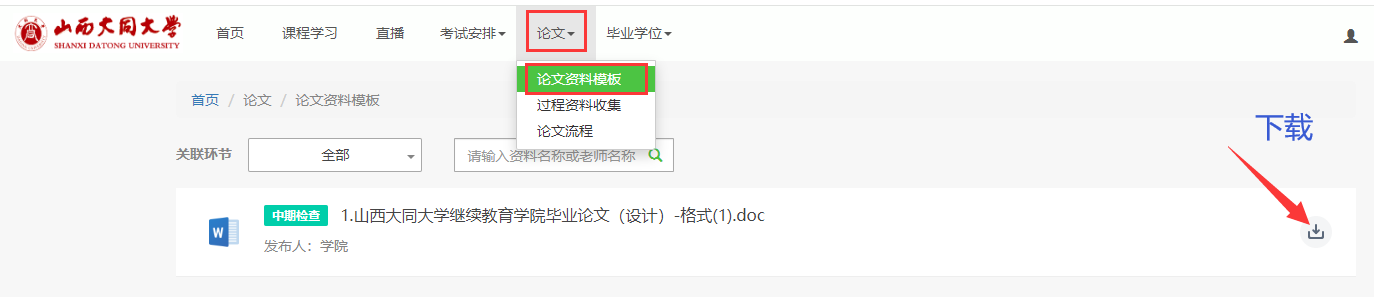 山西大同大学
SHANXI DATONG UNIVERSITY
首页 课程学习 直播 考试安排 论文 毕业学位
论文资料模板
过程资料收集
论文流程
首页 / 论文 / 论文资料模板
关联环节 全部 请输入资料名称或老师名称
下载
中期检查 1.山西大同大学继续教育学院毕业论文（设计）-格式(1).doc
发布人：学院